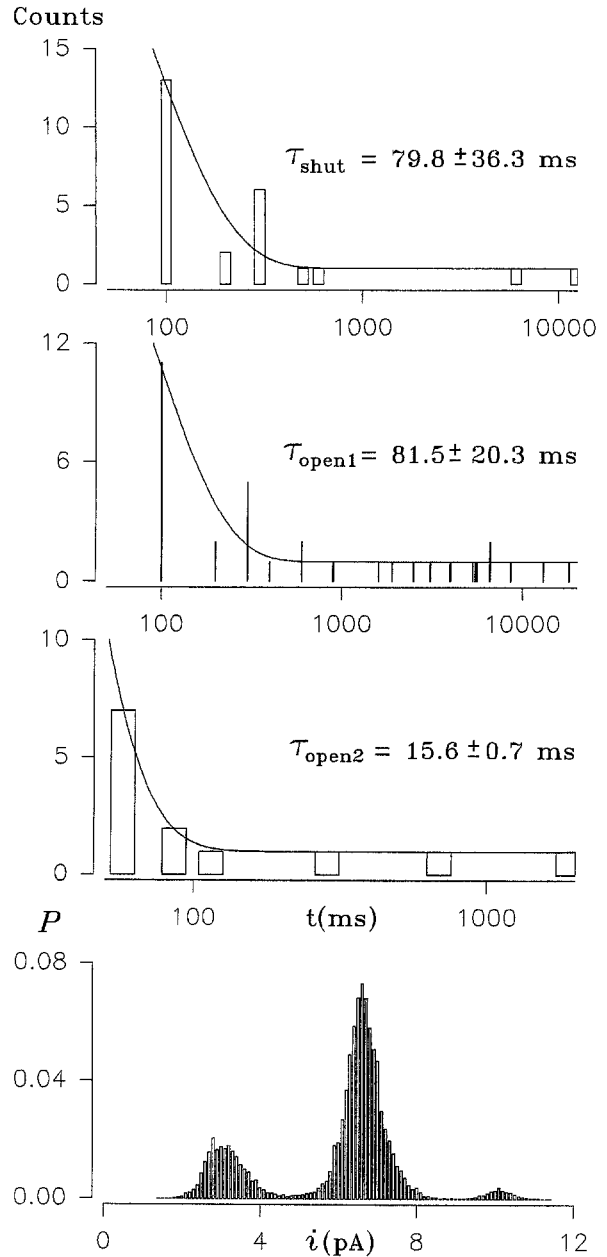 Counts
15
10
5
0
τshut = 79.8 ±36.3 ms
100 1000 10000
12
6
0
τopen1 = 81.5 ± 20.3 ms
100 1000 10000
10
5
0
τopen2 = 15.6 ±0.7 ms
100 t(ms) 1000
P
0.08
0.04
0.00
0 4 i(pA) 8 12